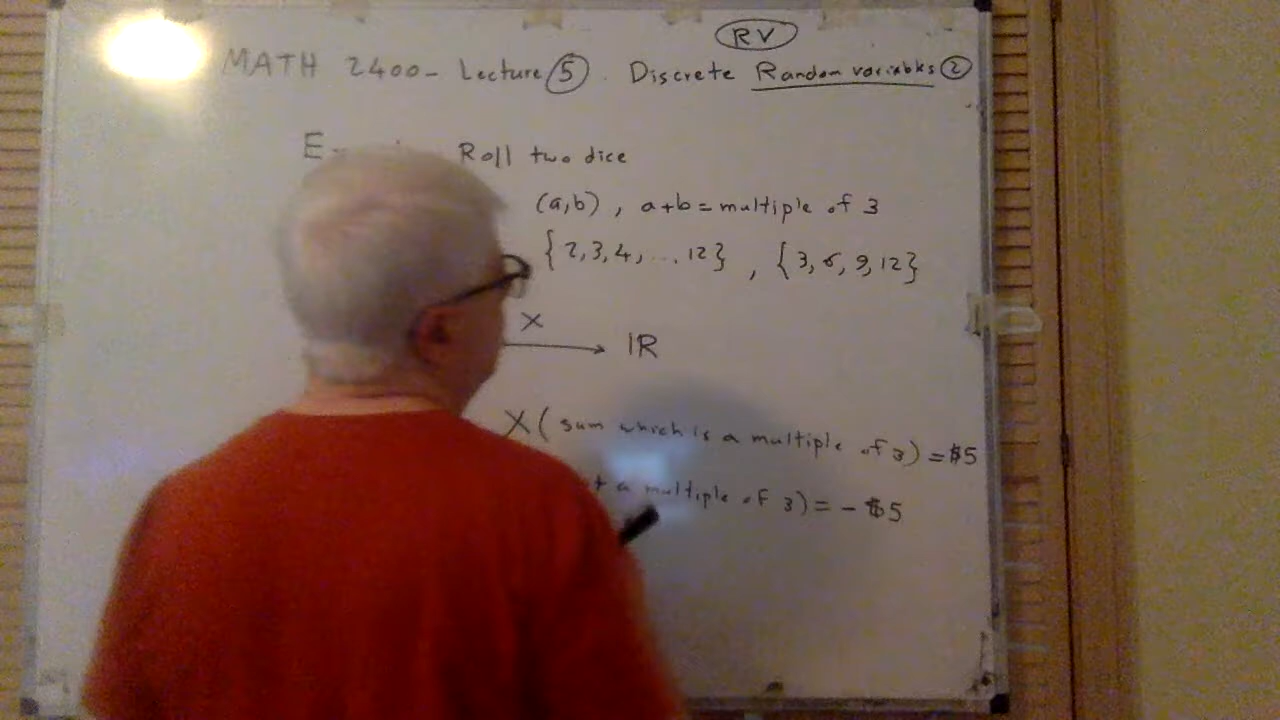 RV
MATH 2400 - Lecture 5. Discrete Random variables 2
Roll two dice
(a,b), a+b = multiple of 3
{2,3,4,...,12}, {3,6,9,12}
X
→ IR
X(sum which is a multiple of 3) = $5
a multiple of 3) = -$5